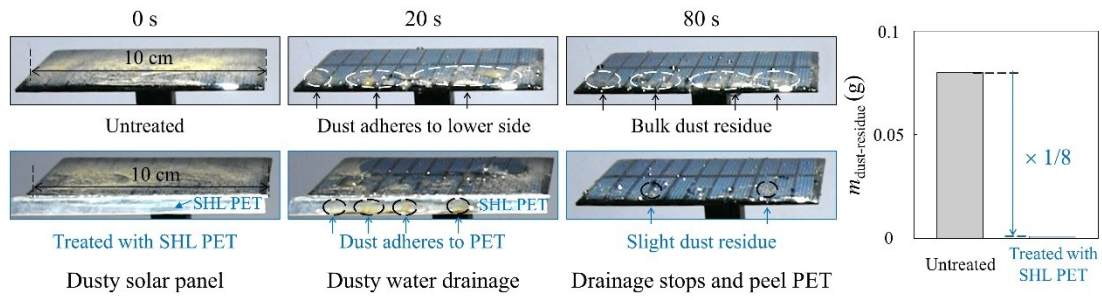 0 s
20 s
80 s
10 cm
Untreated
Dust adheres to lower side
Bulk dust residue
10 cm
SHL PET
SHL PET
Treated with SHL PET
Dust adheres to PET
Slight dust residue
Dusty solar panel
Dusty water drainage
Drainage stops and peel PET
m dust-residue (g)
0.1
0.05
0
× 1/8
Untreated
Treated with
SHL PET